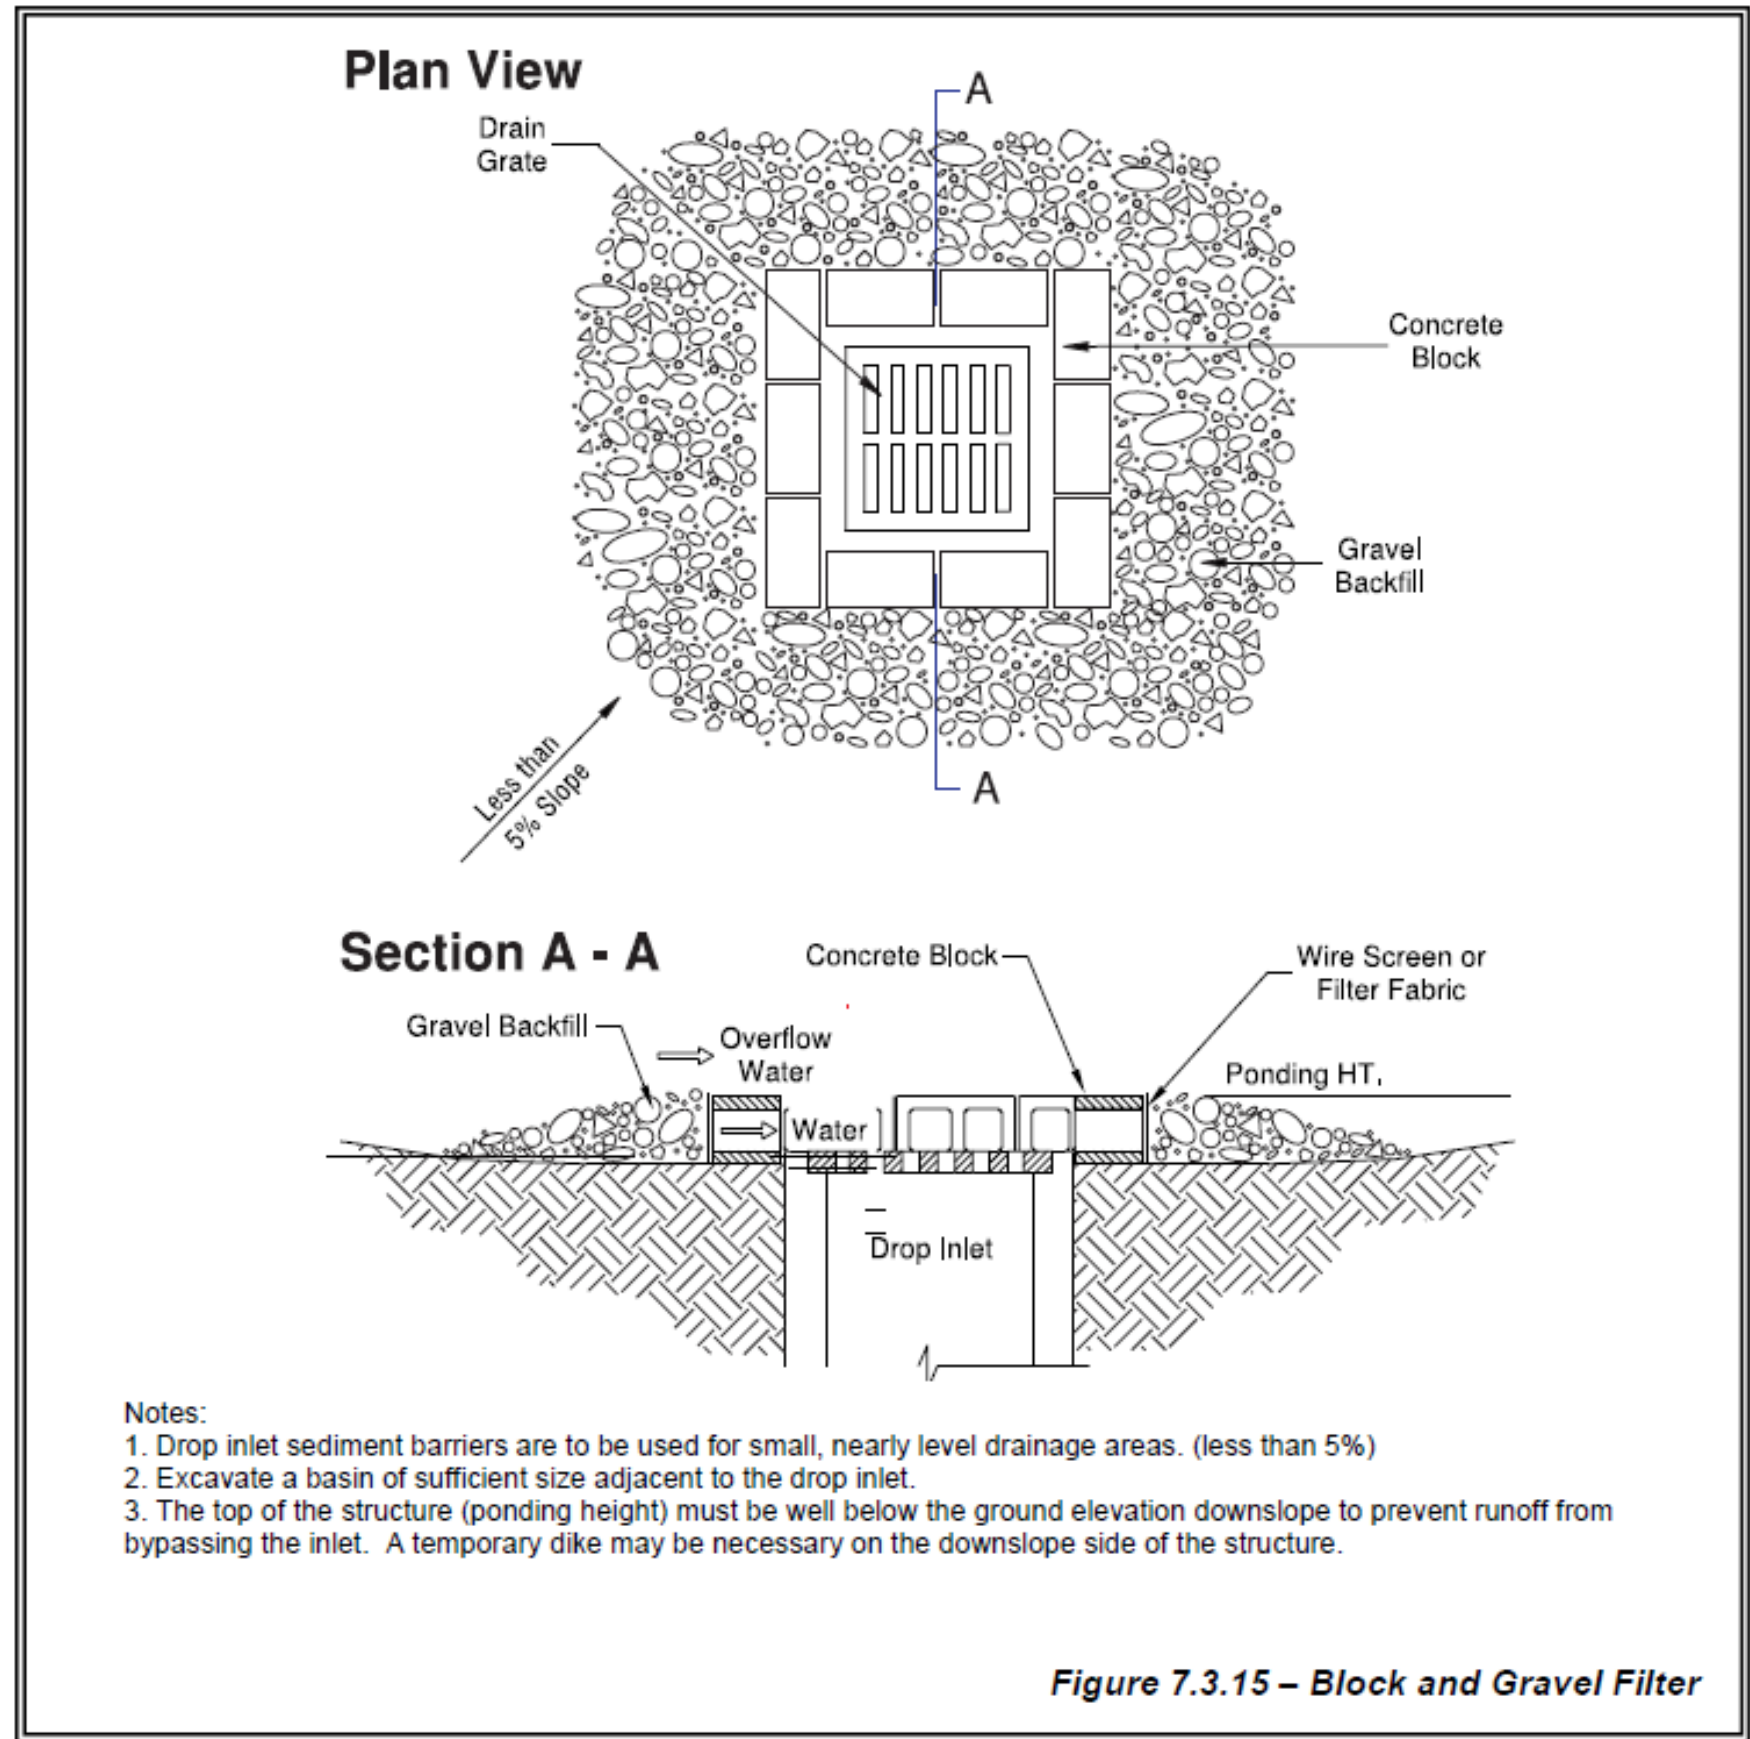 Plan View
A
Drain
Grate
Concrete
Block
Gravel
Backfill
Less than
5% Slope
A
Section A - A
Concrete Block
Wire Screen or
Filter Fabric
Gravel Backfill
Overflow
Water
Ponding HT.
Water
Drop Inlet
Notes:
1. Drop inlet sediment barriers are to be used for small, nearly level drainage areas. (less than 5%)
2. Excavate a basin of sufficient size adjacent to the drop inlet.
3. The top of the structure (ponding height) must be well below the ground elevation downslope to prevent runoff from
bypassing the inlet.  A temporary dike may be necessary on the downslope side of the structure.
Figure 7.3.15 – Block and Gravel Filter